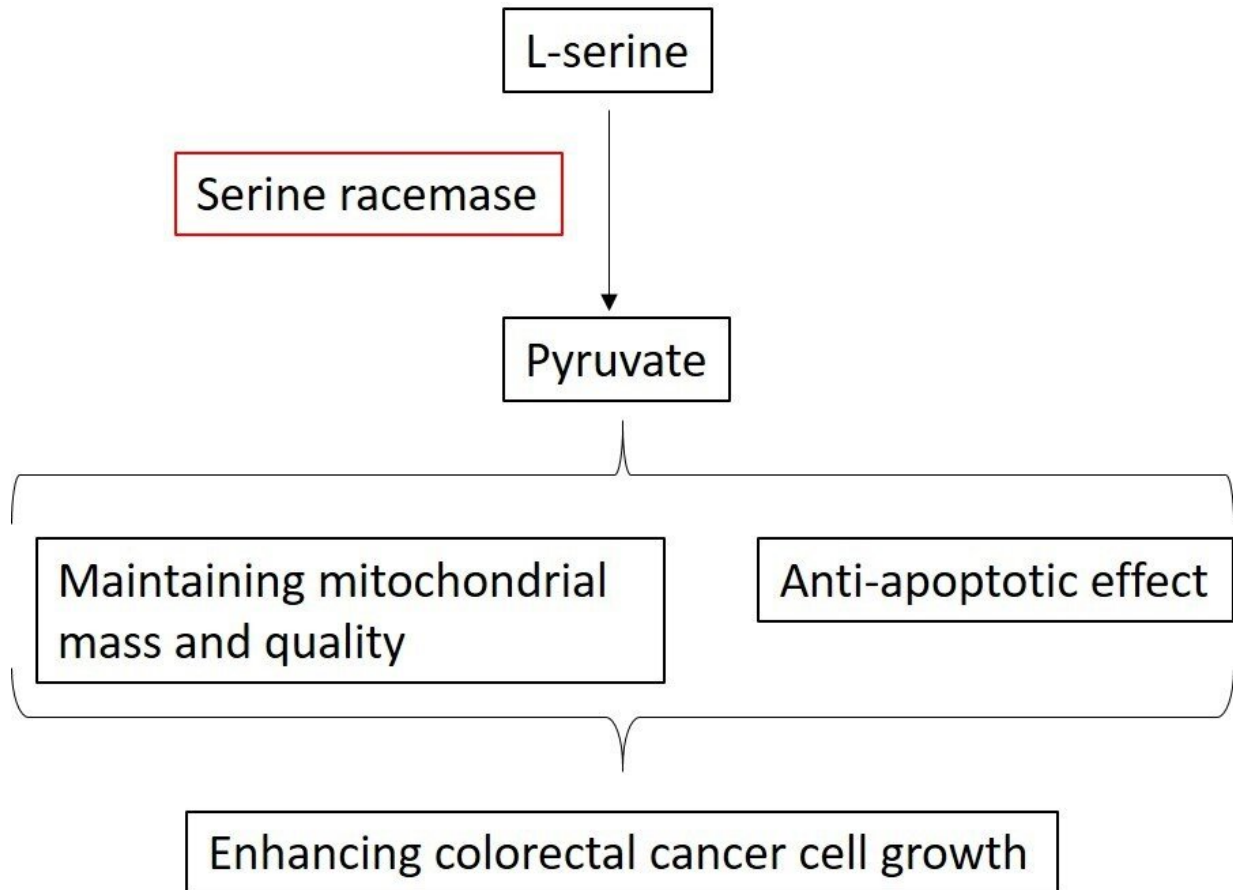 L-serine
Serine racemase
Pyruvate
Maintaining mitochondrial
mass and quality
Anti-apoptotic effect
Enhancing colorectal cancer cell growth